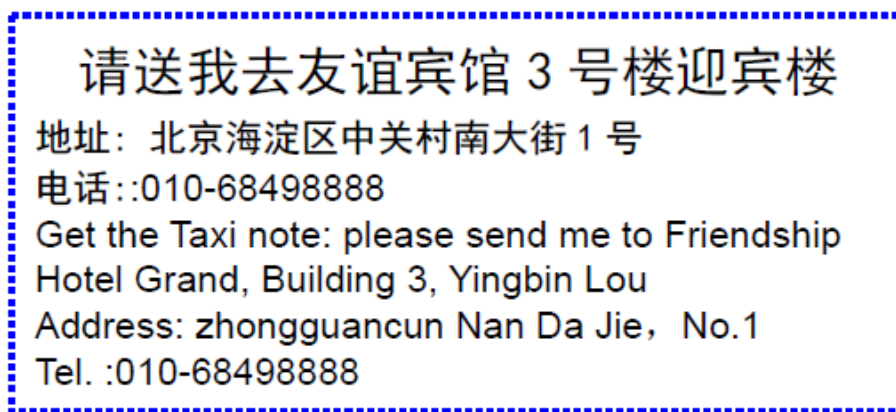 请送我去友谊宾馆 3 号楼迎宾楼
地址：北京海淀区中关村南大街 1 号
电话：:010-68498888
Get the Taxi note: please send me to Friendship
Hotel Grand, Building 3, Yingbin Lou
Address: zhongguancun Nan Da Jie，No.1
Tel. :010-68498888